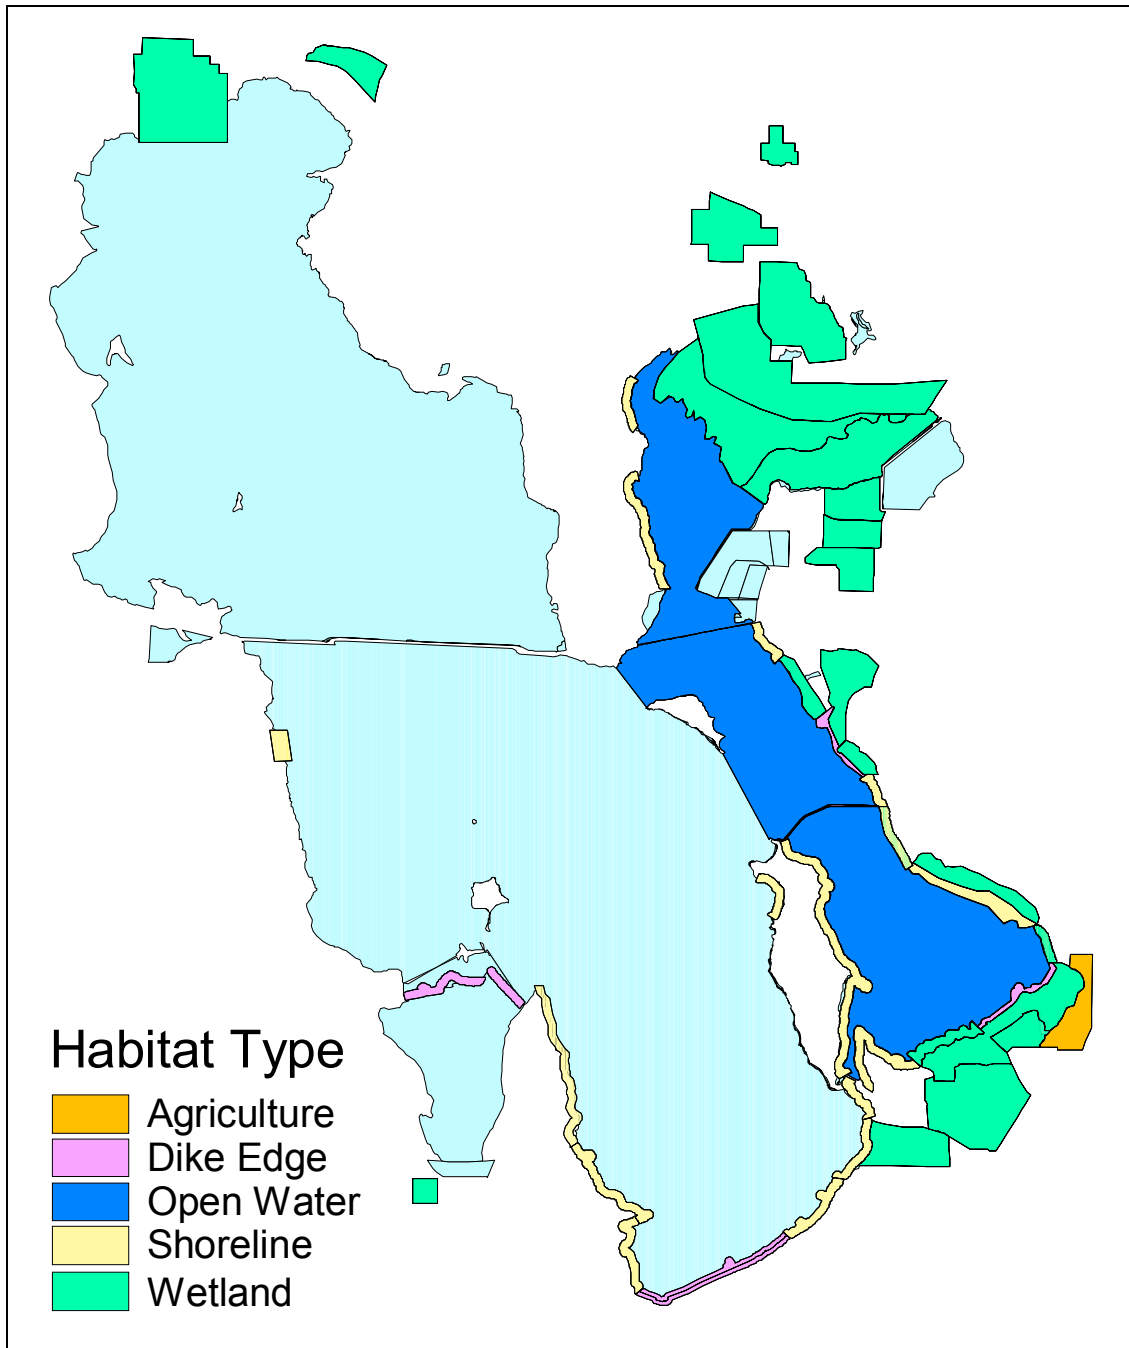 Habitat Type
Agriculture
Dike Edge
Open Water
Shoreline
Wetland